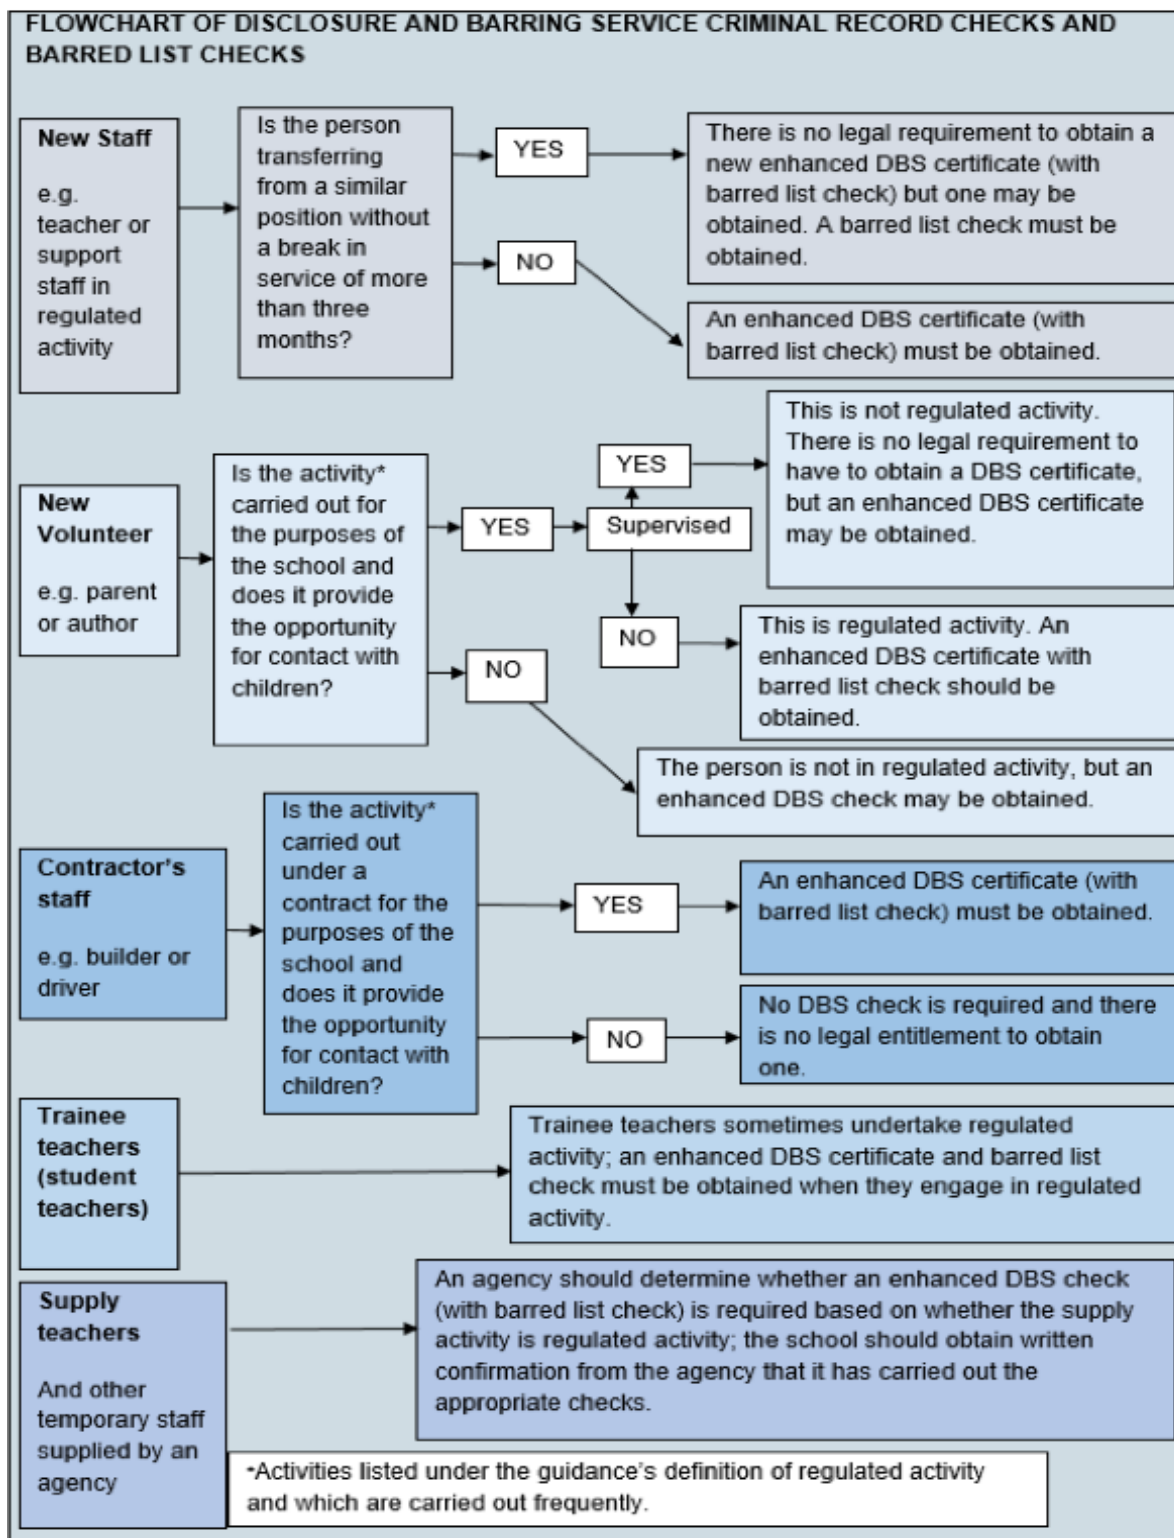 FLOWCHART OF DISCLOSURE AND BARRING SERVICE CRIMINAL RECORD CHECKS AND
BARRED LIST CHECKS
New Staff
e.g.
teacher or
support
staff in
regulated
activity
Is the person
transferring
from a similar
position without
a break in
service of more
than three
months?
YES
There is no legal requirement to obtain a
new enhanced DBS certificate (with
barred list check) but one may be
obtained. A barred list check must be
obtained.
NO
An enhanced DBS certificate (with
barred list check) must be obtained.
New
Volunteer
e.g. parent
or author
Is the activity*
carried out for
the purposes of
the school and
does it provide
the opportunity
for contact with
children?
YES
Supervised
YES
This is not regulated activity.
There is no legal requirement to
have to obtain a DBS certificate,
but an enhanced DBS certificate
may be obtained.
NO
This is regulated activity. An
enhanced DBS certificate with
barred list check should be
obtained.
NO
The person is not in regulated activity, but an
enhanced DBS check may be obtained.
Contractor's
staff
e.g. builder or
driver
Is the activity*
carried out
under a
contract for the
purposes of the
school and
does it provide
the opportunity
for contact with
children?
YES
An enhanced DBS certificate (with
barred list check) must be obtained.
NO
No DBS check is required and there
is no legal entitlement to obtain
one.
Trainee
teachers
(student
teachers)
Trainee teachers sometimes undertake regulated
activity; an enhanced DBS certificate and barred list
check must be obtained when they engage in regulated
activity.
Supply
teachers
And other
temporary staff
supplied by an
agency
An agency should determine whether an enhanced DBS check
(with barred list check) is required based on whether the supply
activity is regulated activity; the school should obtain written
confirmation from the agency that it has carried out the
appropriate checks.
*Activities listed under the guidance's definition of regulated activity
and which are carried out frequently.